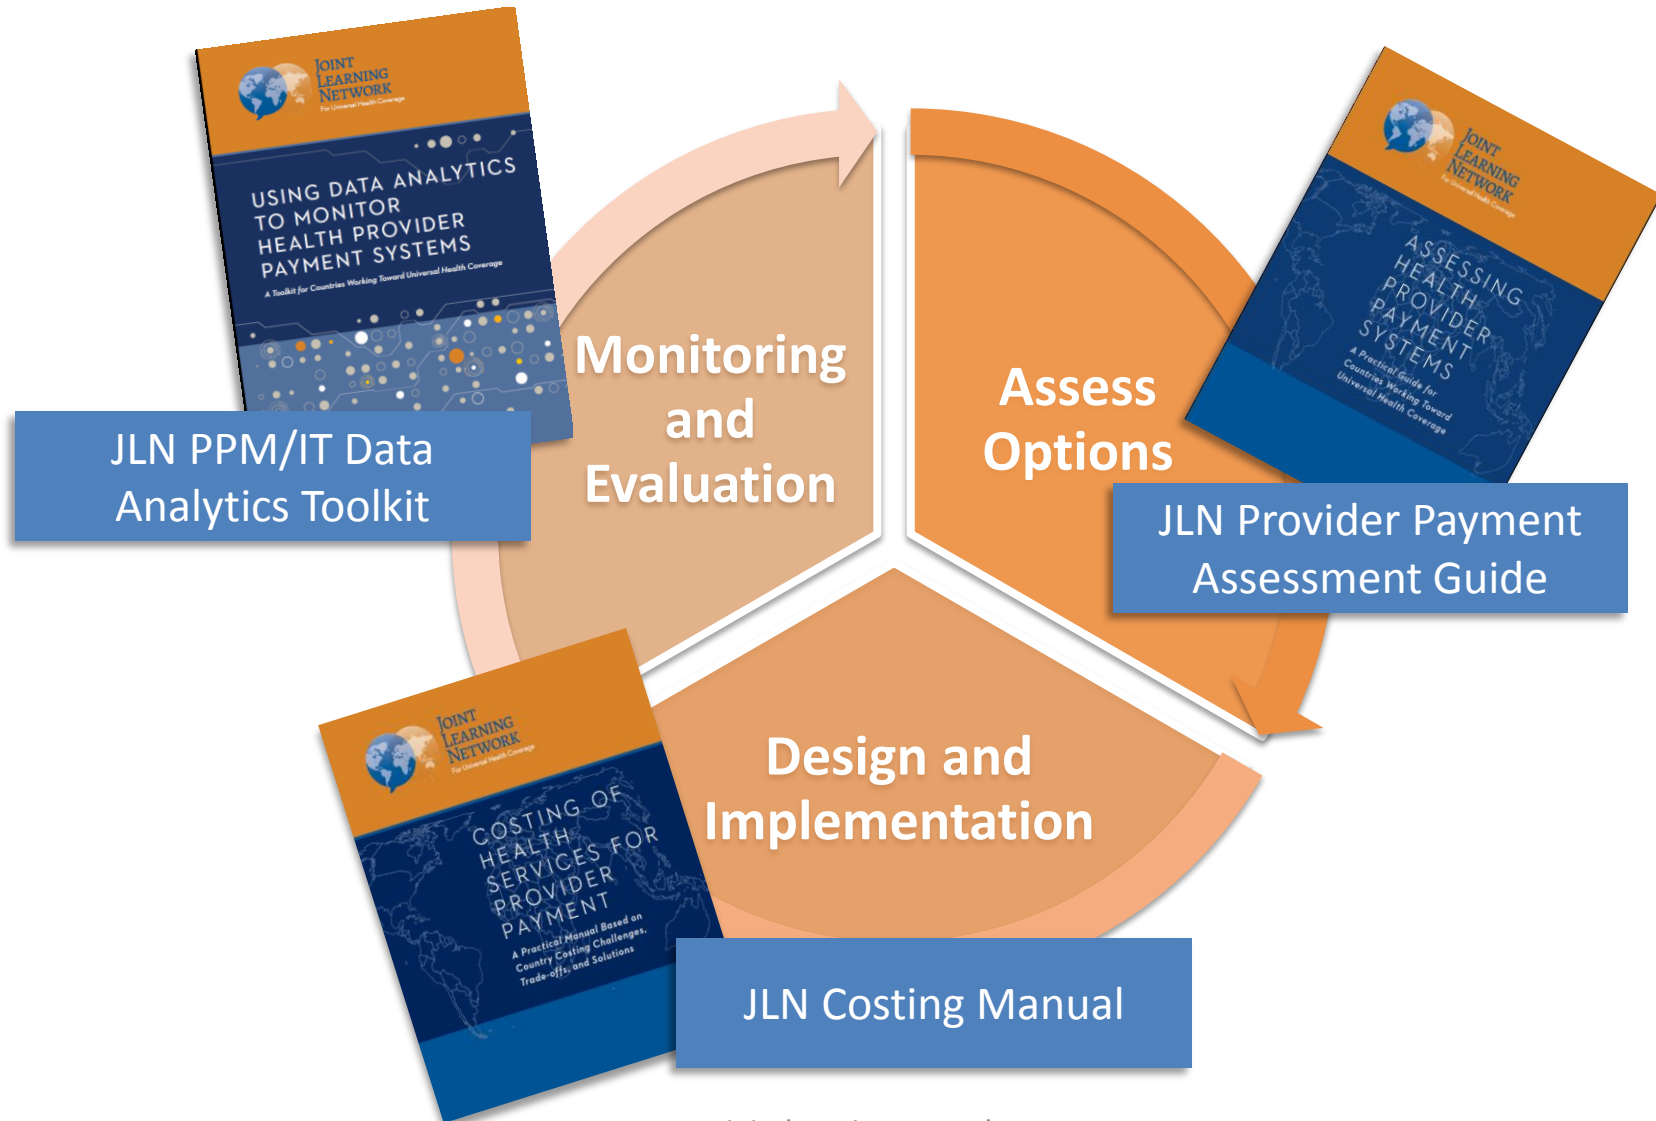 JOINT
LEARNING
NETWORK
For Universal Health Coverage
USING DATA ANALYTICS
TO MONITOR
HEALTH PROVIDER
PAYMENT SYSTEMS
A Toolkit for Countries Working Toward Universal Health Coverage
JLN PPM/IT Data
Analytics Toolkit
Monitoring
and
Evaluation
Assess
Options
JOINT
LEARNING
NETWORK
For Universal Health Coverage
ASSESSING
HEALTH
PROVIDER
PAYMENT
SYSTEMS
A Practical Guide for
Countries Working Toward
Universal Health Coverage
JLN Provider Payment
Assessment Guide
Design and
Implementation
JOINT
LEARNING
NETWORK
For Universal Health Coverage
COSTING OF
HEALTH
SERVICES FOR
PROVIDER
PAYMENT
A Practical Manual Based on
Country Costing Challenges,
Trade-offs, and Solutions
JLN Costing Manual